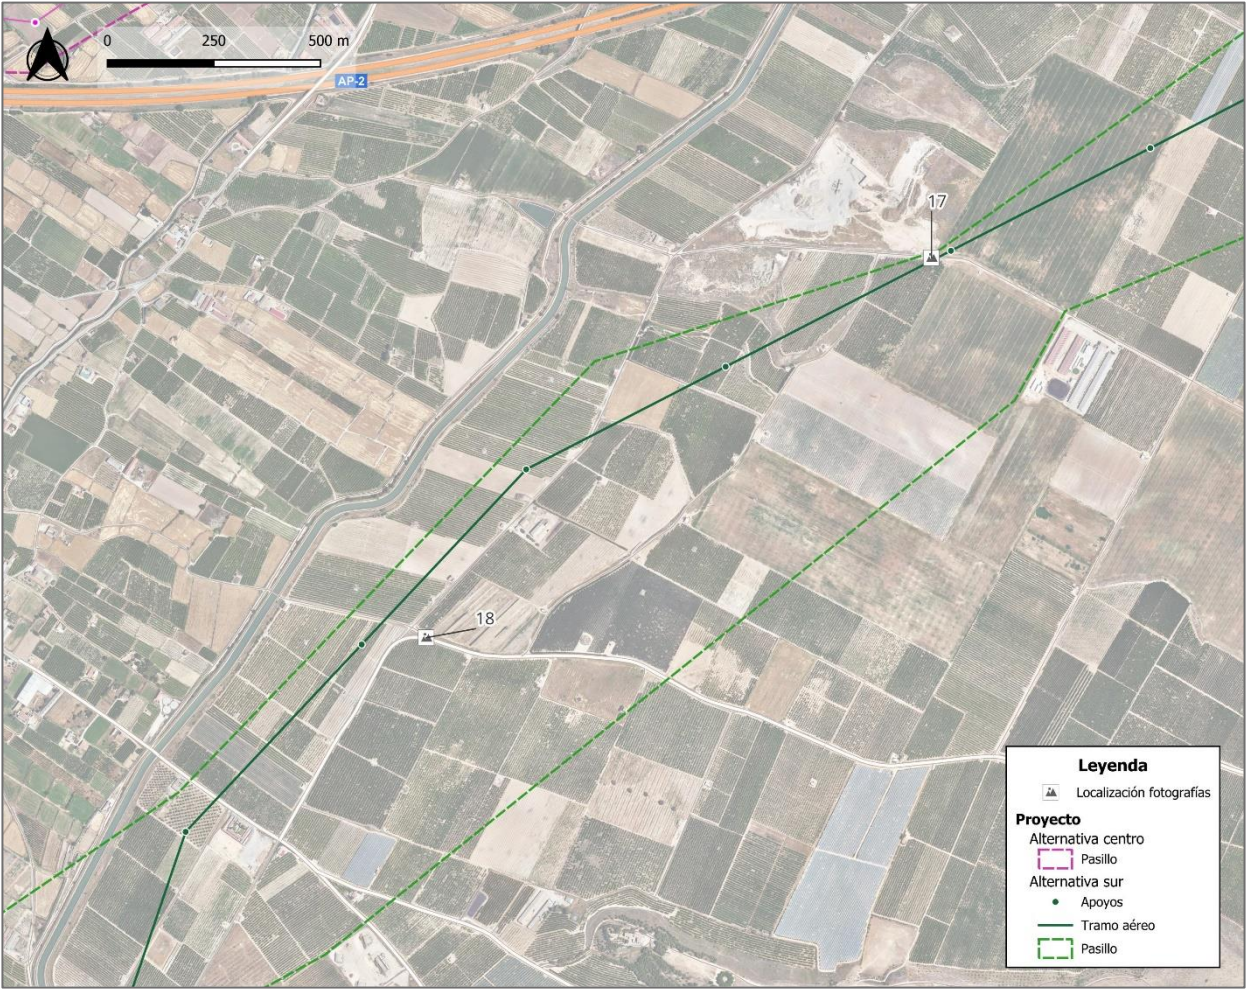 0 250 500 m
AP-2
17
18
Leyenda
Localización fotografías
Proyecto
Alternativa centro
Pasillo
Alternativa sur
Apoyos
Tramo aéreo
Pasillo